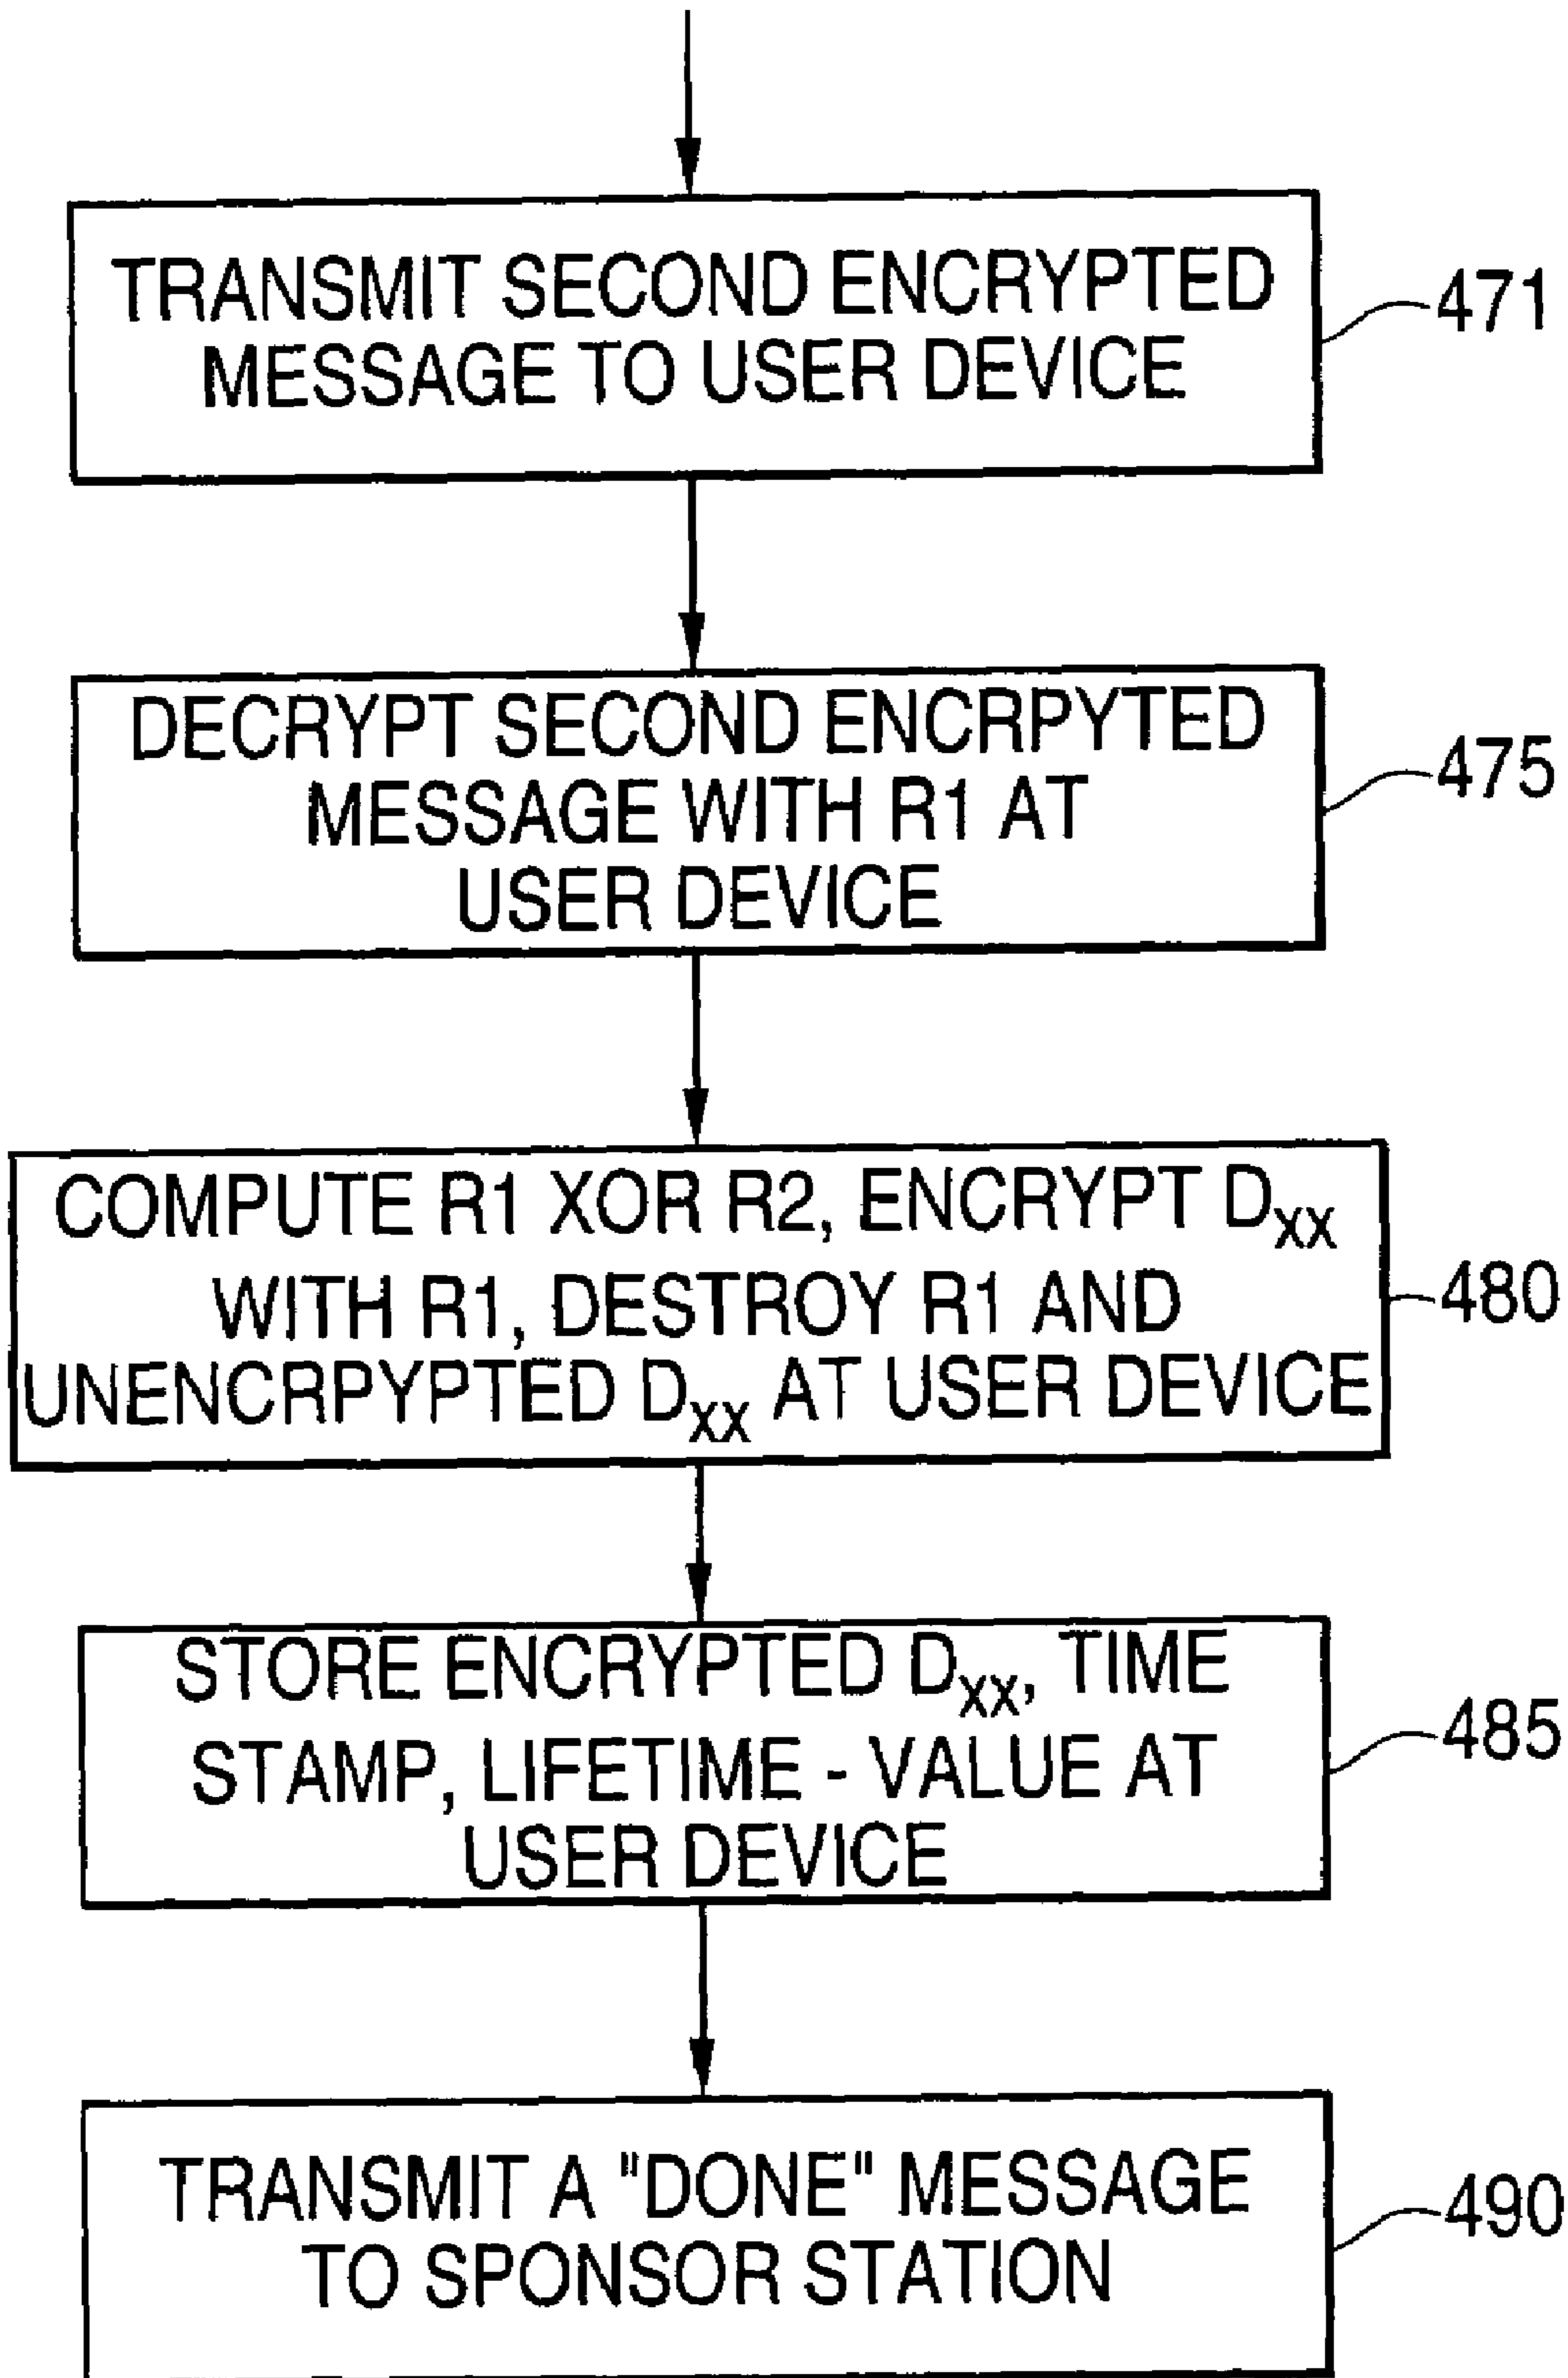 TRANSMIT SECOND ENCRYPTED
MESSAGE TO USER DEVICE
471
DECRYPT SECOND ENCRPYTED
MESSAGE WITH R1 AT
USER DEVICE
475
COMPUTE R1 XOR R2, ENCRYPT Dxx
WITH R1, DESTROY R1 AND
UNENCRPYPTED Dxx AT USER DEVICE
480
STORE ENCRYPTED Dxx, TIME
STAMP, LIFETIME - VALUE AT
USER DEVICE
485
TRANSMIT A "DONE" MESSAGE
TO SPONSOR STATION
490